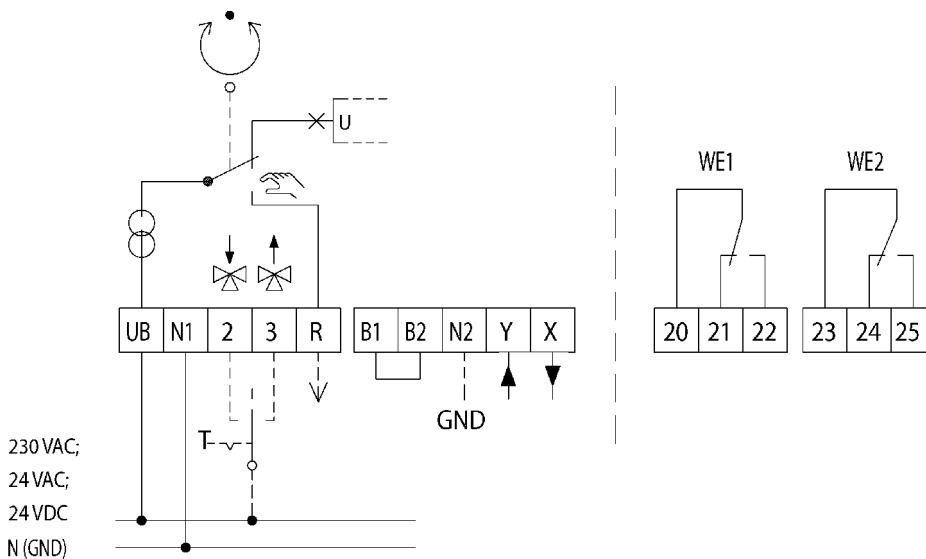 U
WE1 WE2
UB N1 2 3 R B1 B2 N2 Y X 20 21 22 23 24 25
GND
T
230 VAC;
24 VAC;
24 VDC
N (GND)